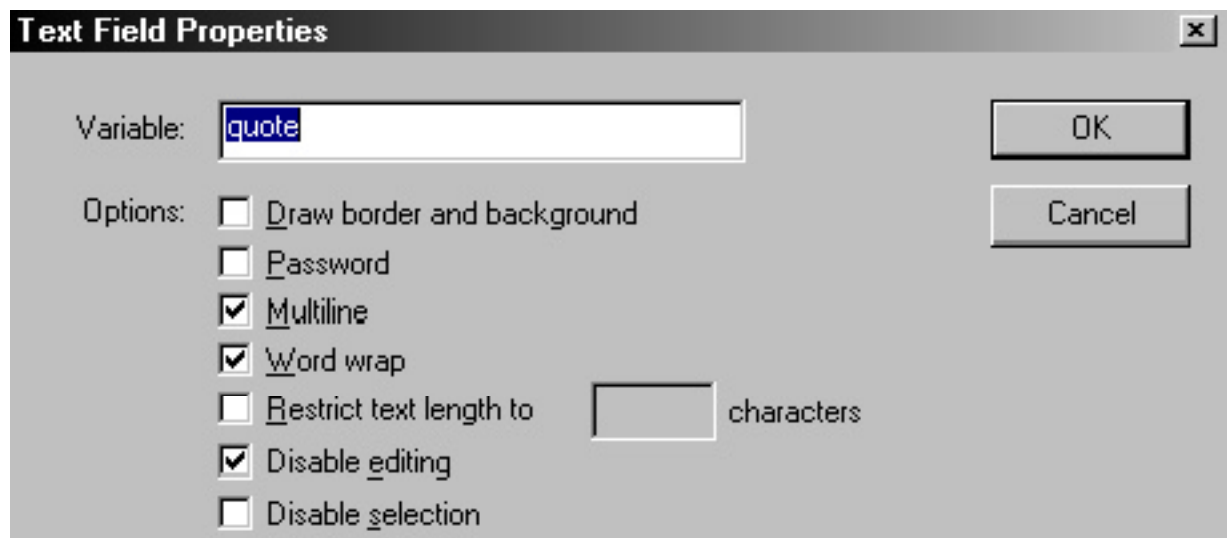 Text Field Properties
Variable: quote OK
Options: Draw border and background Cancel
Password
Multiline
Word wrap
Restrict text length to characters
Disable editing
Disable selection